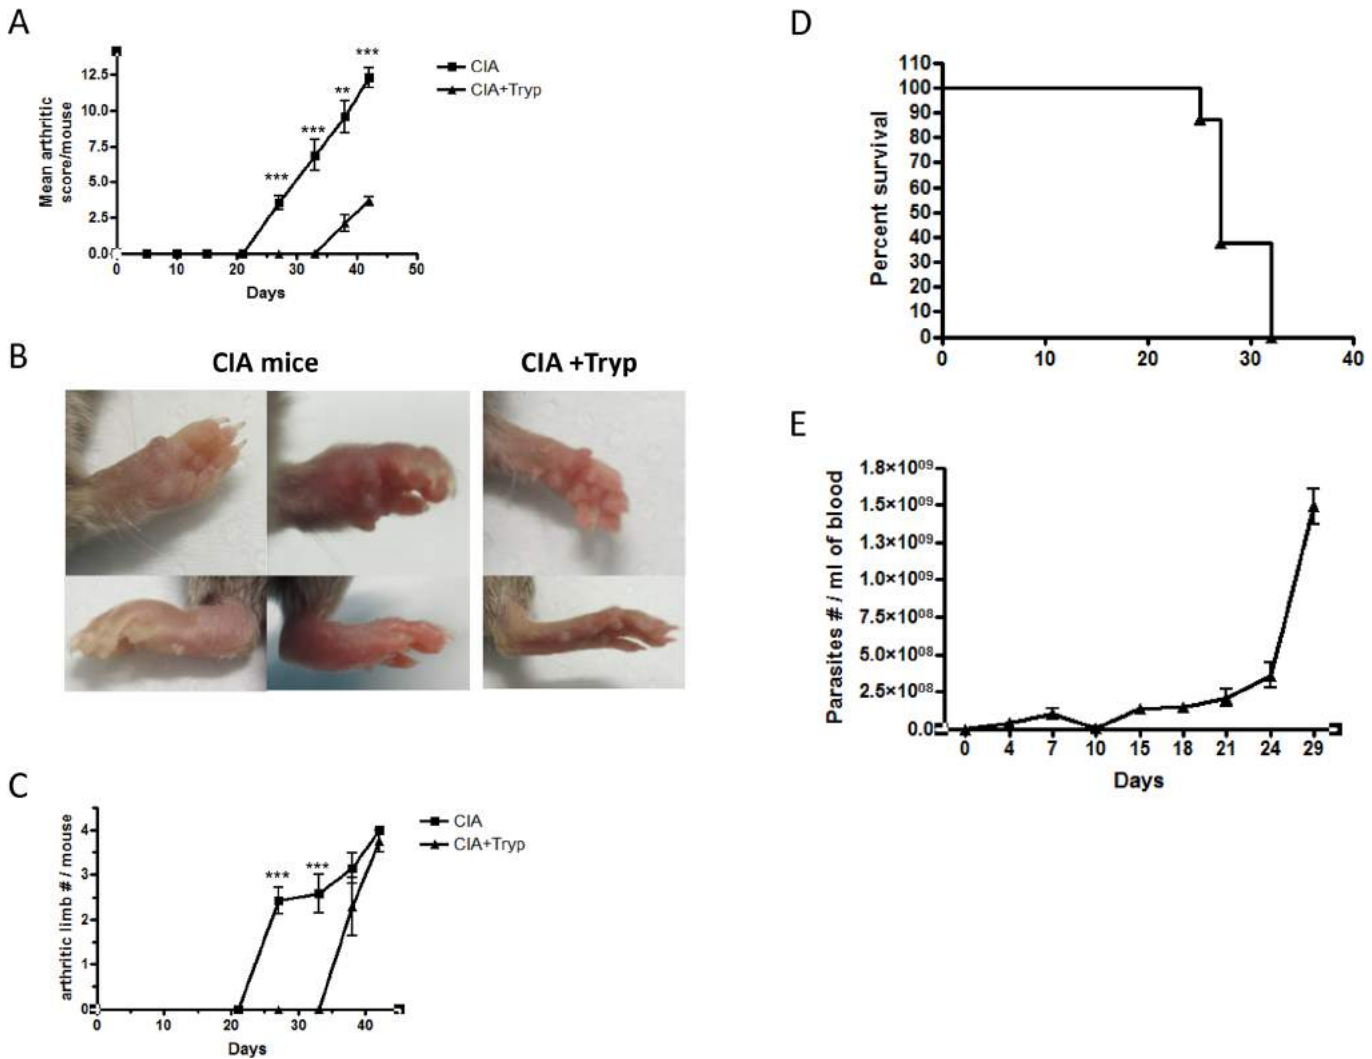 A
Mean arthritic
score/mouse
12.5
10.0
7.5
5.0
2.5
0.0
***
***
**
***
0 10 20 30 40 50
Days
CIA
CIA+Tryp
B
CIA mice
CIA +Tryp
C
arthritic limb # / mouse
4
3
2
1
0
***
***
0 10 20 30 40
Days
CIA
CIA+Tryp
D
Percent survival
110
100
90
80
70
60
50
40
30
20
10
0
0 10 20 30 40
E
Parasites # / ml of blood
1.8×10⁰⁹
1.5×10⁰⁹
1.3×10⁰⁹
1.0×10⁰⁹
7.5×10⁰⁸
5.0×10⁰⁸
2.5×10⁰⁸
0.0
0 4 7 10 15 18 21 24 29
Days